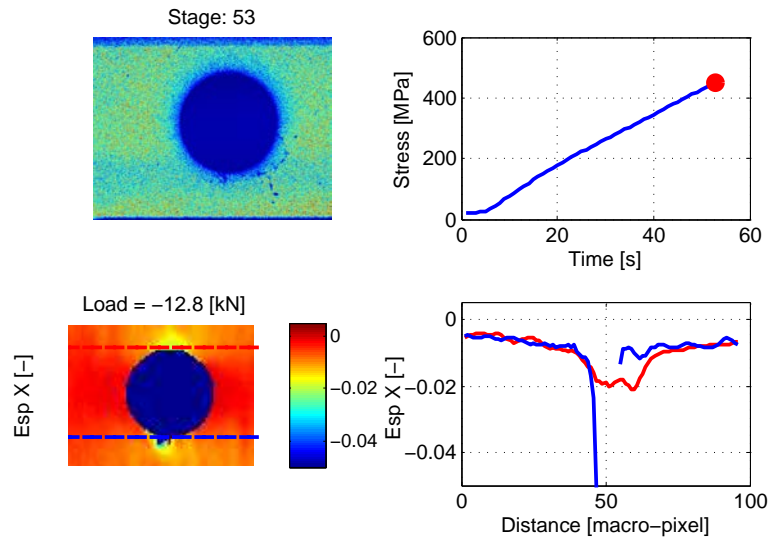 Stage: 53
600
400
200
0
Stress [MPa]
0 20 40 60
Time [s]
Load = −12.8 [kN]
Esp X [−]
0
−0.02
−0.04
Esp X [−]
0
−0.02
−0.04
0 50 100
Distance [macro−pixel]